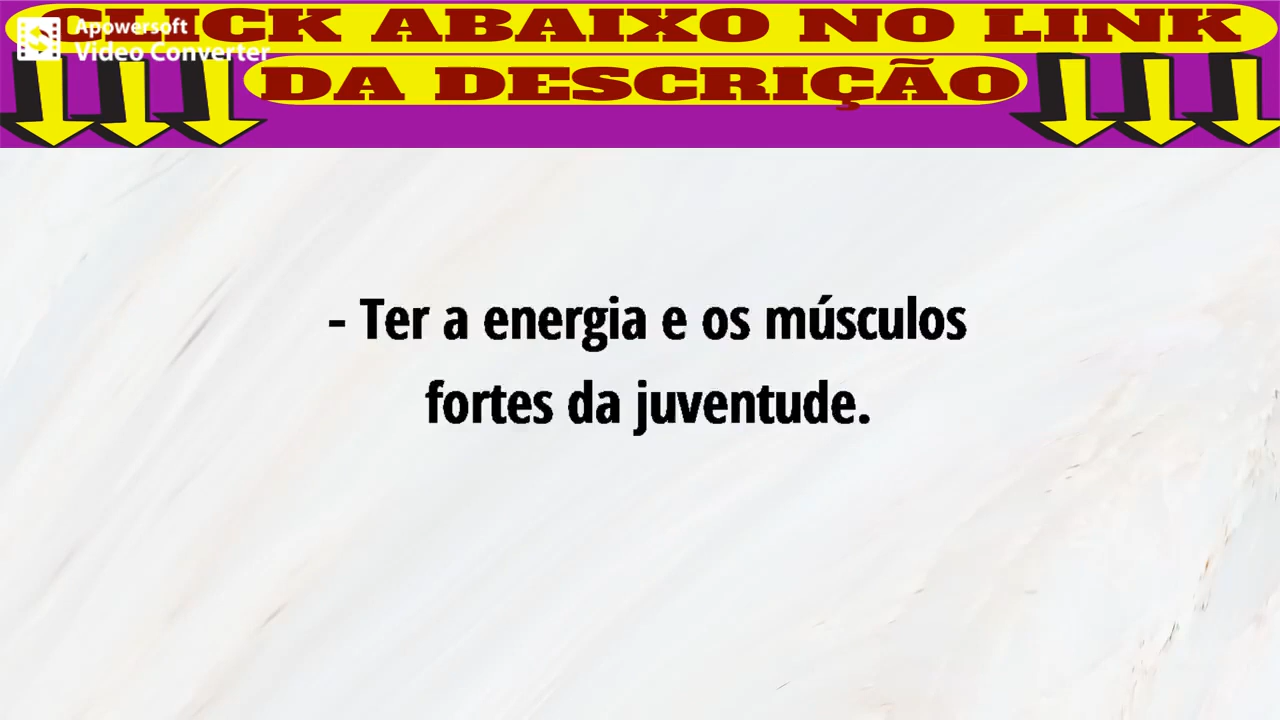 CLICK ABAIXO NO LINK
Apowersoft
Video Converter
DA DESCRIÇÃO
- Ter a energia e os músculos
fortes da juventude.